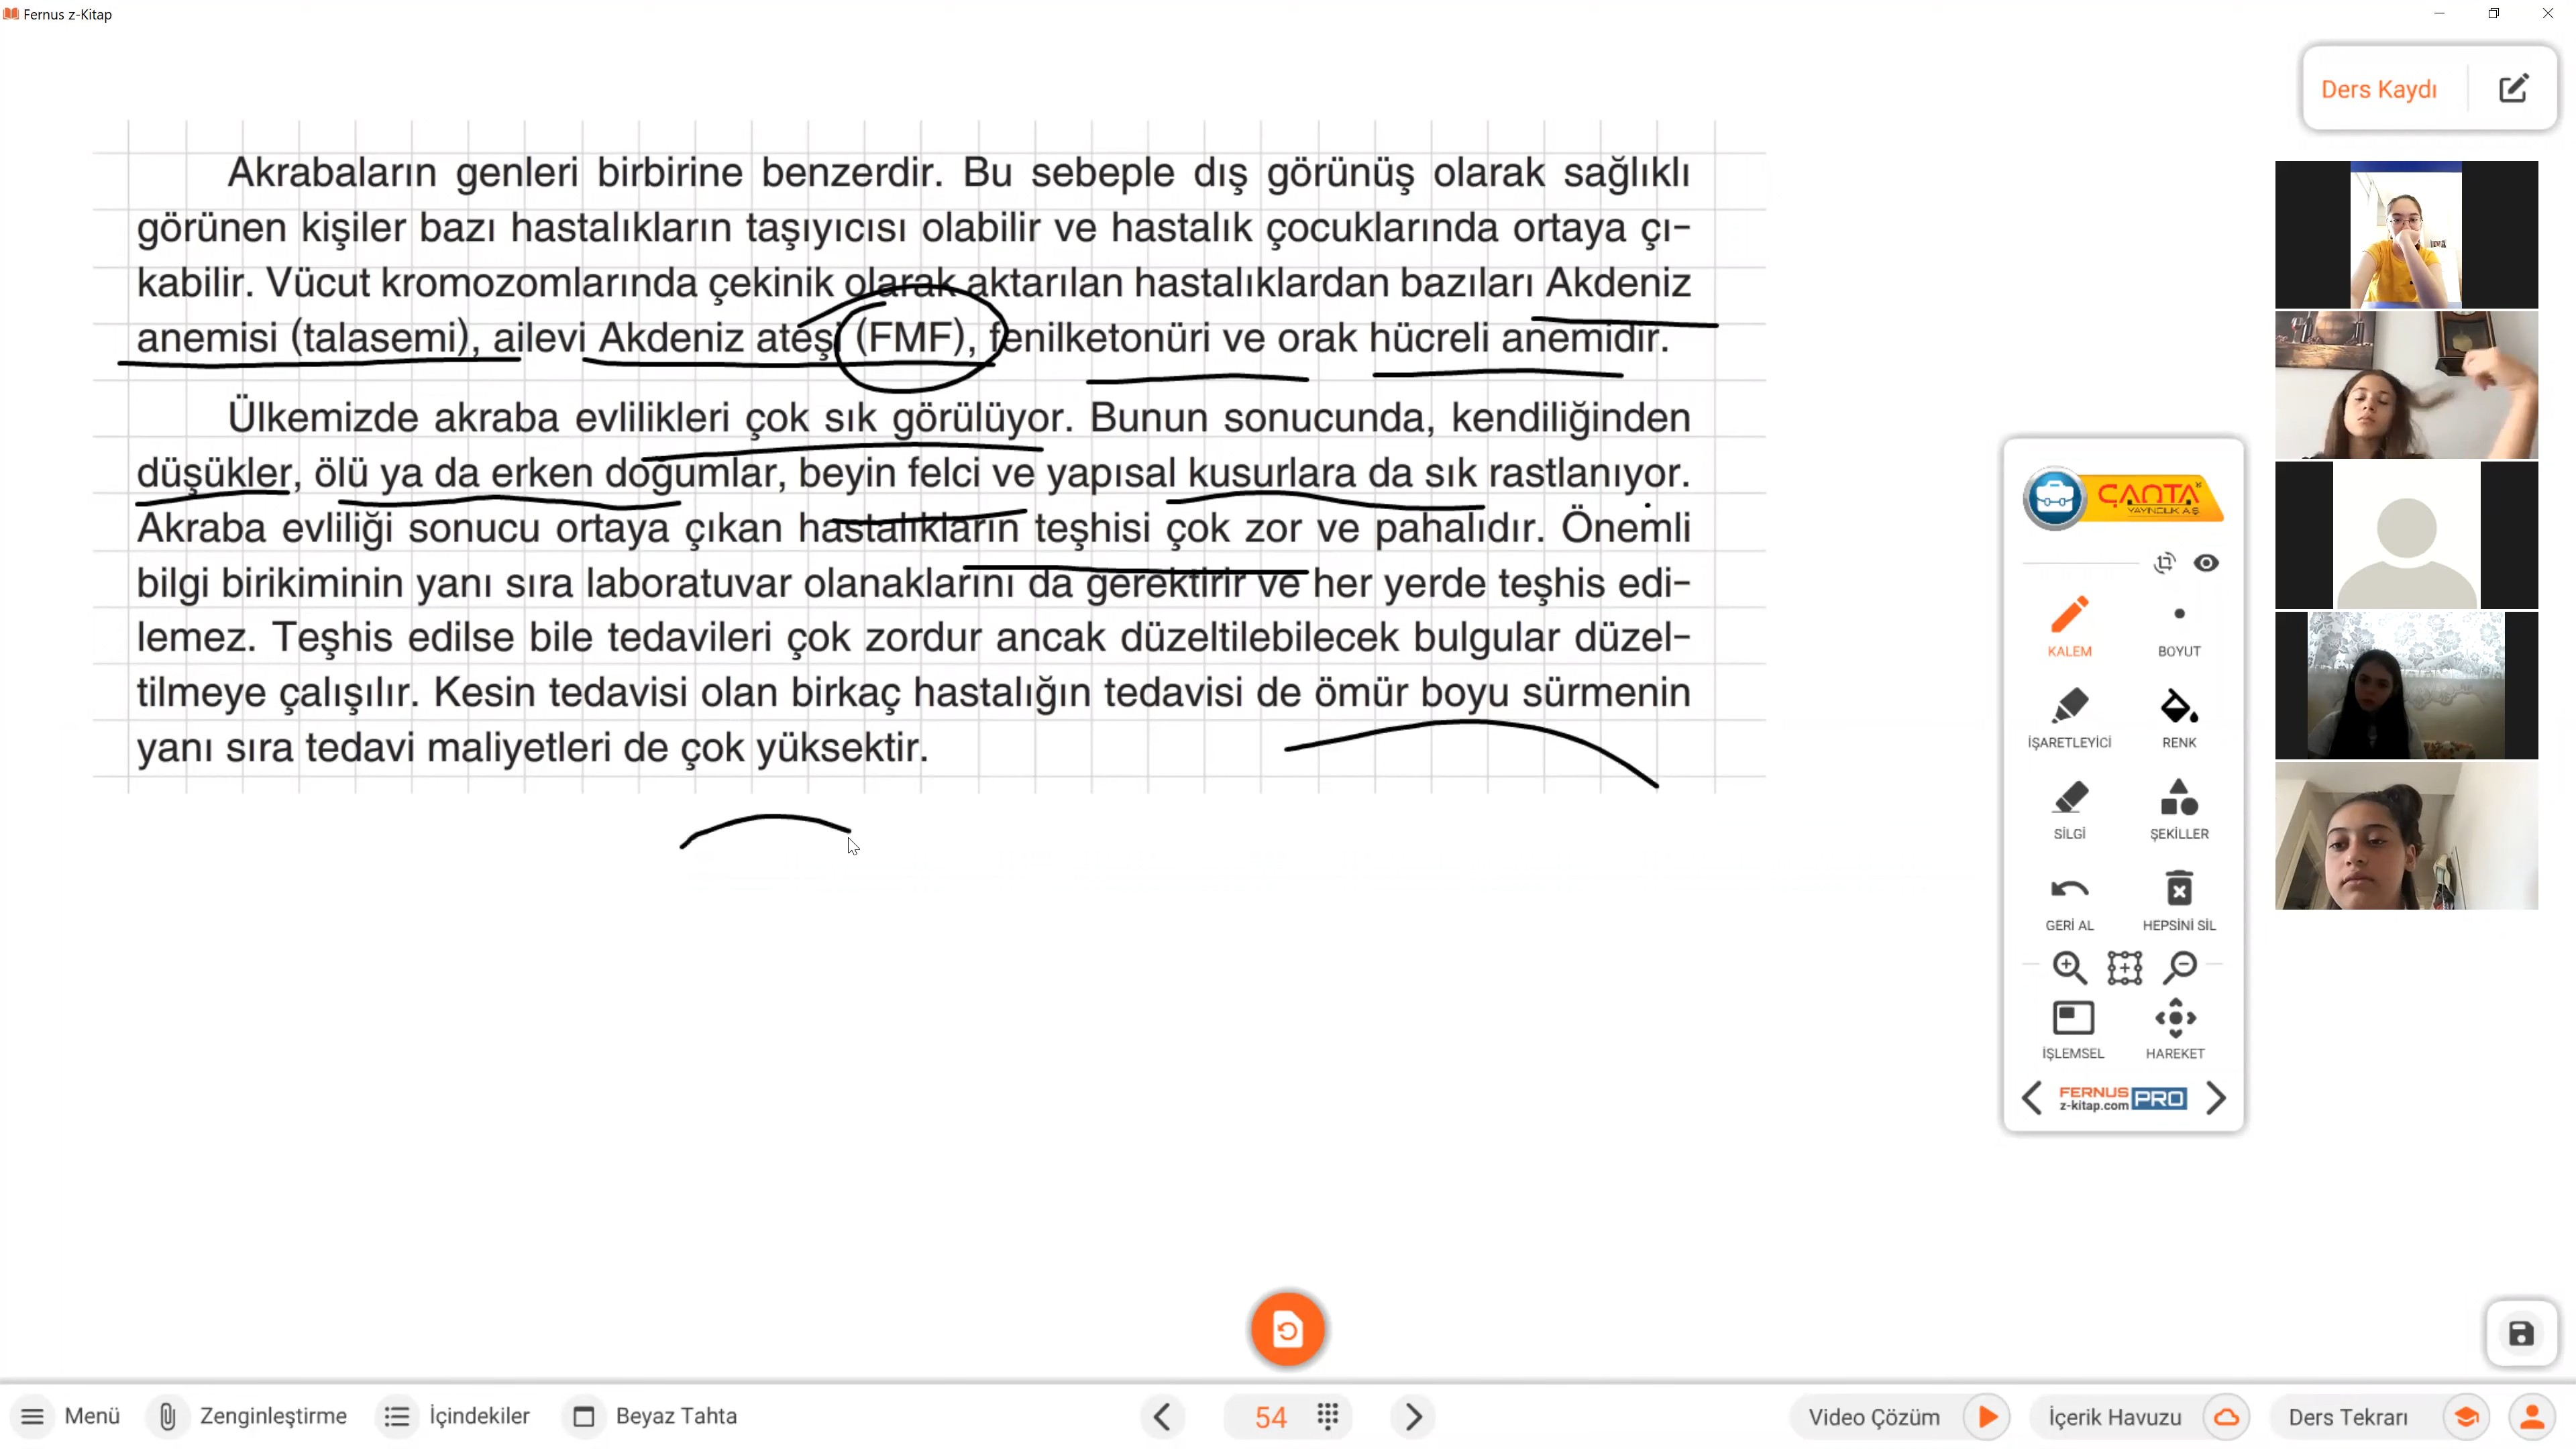 Fernus z-Kitap
Ders Kaydı
Akrabaların genleri birbirine benzerdir. Bu sebeple dış görünüş olarak sağlıklı
görünen kişiler bazı hastalıkların taşıyıcısı olabilir ve hastalık çocuklarında ortaya çı-
kabilir. Vücut kromozomlarında çekinik olarak aktarılan hastalıklardan bazıları Akdeniz
anemisi (talasemi), ailevi Akdeniz ateşi (FMF), fenilketonüri ve orak hücreli anemidir.
Ülkemizde akraba evlilikleri çok sık görülüyor. Bunun sonucunda, kendiliğinden
düşükler, ölü ya da erken doğumlar, beyin felci ve yapısal kusurlara da sık rastlanıyor.
Akraba evliliği sonucu ortaya çıkan hastalıkların teşhisi çok zor ve pahalıdır. Önemli
bilgi birikiminin yanı sıra laboratuvar olanaklarını da gerektirir ve her yerde teşhis edi-
lemez. Teşhis edilse bile tedavileri çok zordur ancak düzeltilebilecek bulgular düzel-
tilmeye çalışılır. Kesin tedavisi olan birkaç hastalığın tedavisi de ömür boyu sürmenin
yanı sıra tedavi maliyetleri de çok yüksektir.
ÇANTA
YAYINCILIK A.Ş.
KALEM BOYUT
İŞARETLEYİCİ RENK
SİLGİ ŞEKİLLER
GERİ AL HEPSİNİ SİL
İŞLEMSEL HAREKET
FERNUS PRO
z-kitap.com
Menü Zenginleştirme İçindekiler Beyaz Tahta 54 Video Çözüm İçerik Havuzu Ders Tekrarı